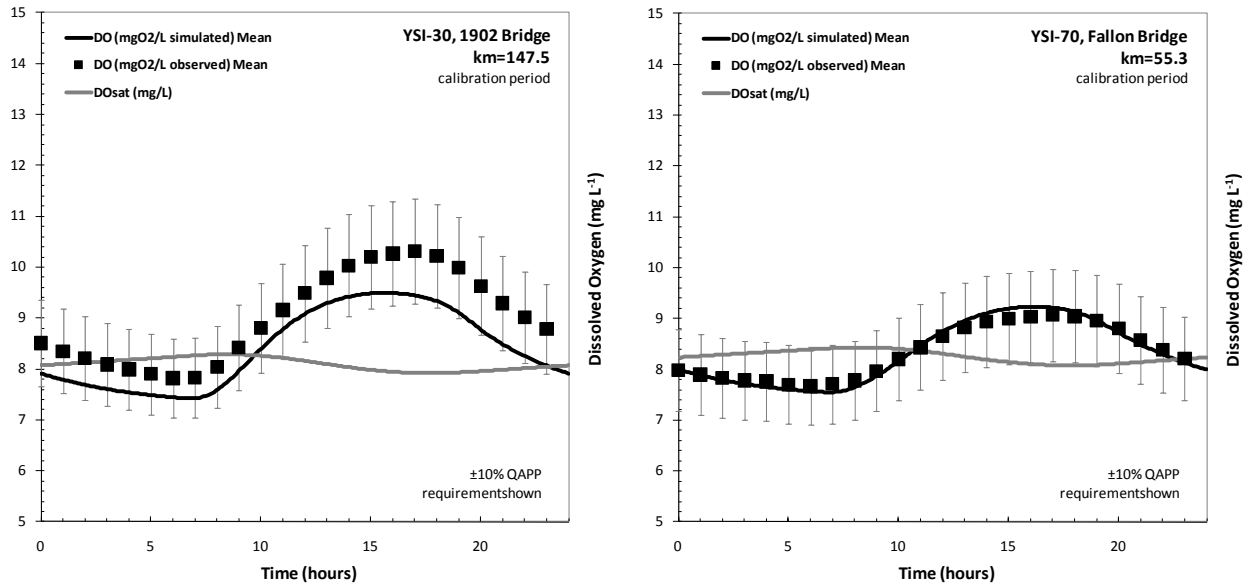 15
14
13
12
11
10
9
8
7
6
5
DO (mgO2/L simulated) Mean
DO (mgO2/L observed) Mean
DOsat (mg/L)
YSI-30, 1902 Bridge
km=147.5
calibration period
±10% QAPP
requirementshown
0 5 10 15 20
Time (hours)
Dissolved Oxygen (mg L-1)
15
14
13
12
11
10
9
8
7
6
5
DO (mgO2/L simulated) Mean
DO (mgO2/L observed) Mean
DOsat (mg/L)
YSI-70, Fallon Bridge
km=55.3
calibration period
±10% QAPP
requirementshown
0 5 10 15 20
Time (hours)
Dissolved Oxygen (mg L-1)